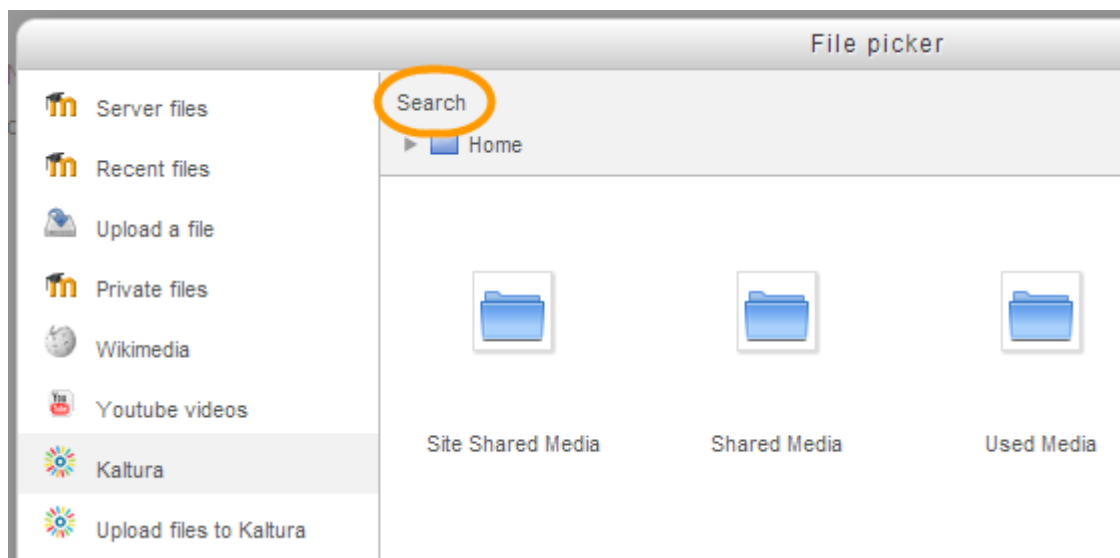 File picker
Server files
Recent files
Upload a file
Private files
Wikimedia
Youtube videos
Kaltura
Upload files to Kaltura
Search
Home
Site Shared Media
Shared Media
Used Media